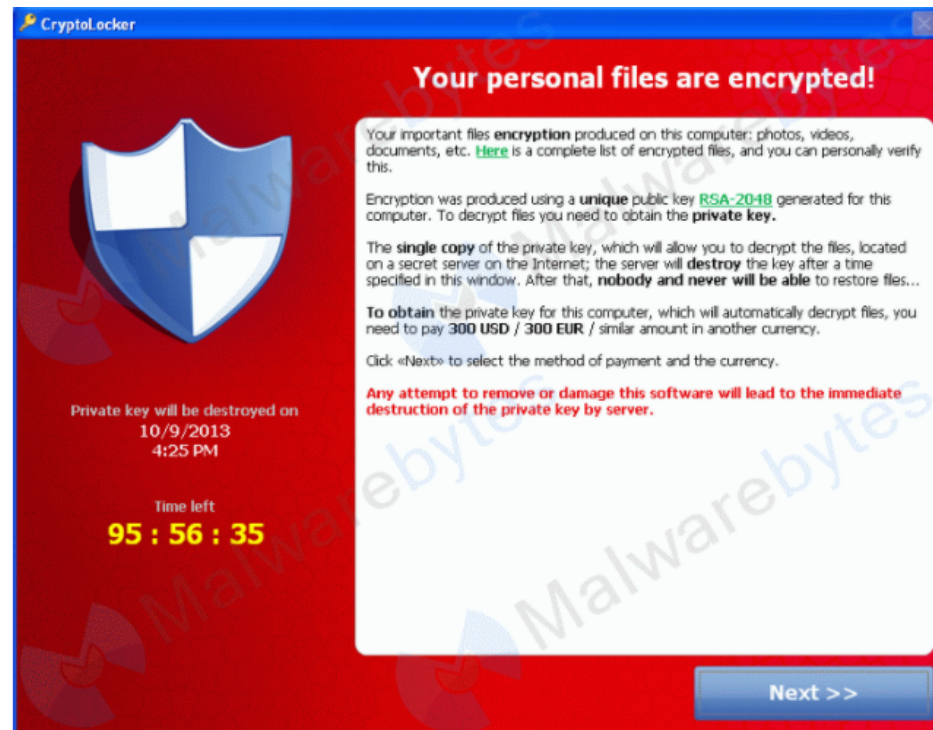 CryptoLocker
Your personal files are encrypted!
Your important files encryption produced on this computer: photos, videos,
documents, etc. Here is a complete list of encrypted files, and you can personally verify
this.
Encryption was produced using a unique public key RSA-2048 generated for this
computer. To decrypt files you need to obtain the private key.
The single copy of the private key, which will allow you to decrypt the files, located
on a secret server on the Internet; the server will destroy the key after a time
specified in this window. After that, nobody and never will be able to restore files...
To obtain the private key for this computer, which will automatically decrypt files, you
need to pay 300 USD / 300 EUR / similar amount in another currency.
Click «Next» to select the method of payment and the currency.
Any attempt to remove or damage this software will lead to the immediate
destruction of the private key by server.
Private key will be destroyed on
10/9/2013
4:25 PM
Time left
95 : 56 : 35
Next >>
Malwarebytes
Malwarebytes
Malwarebytes
Malwarebytes